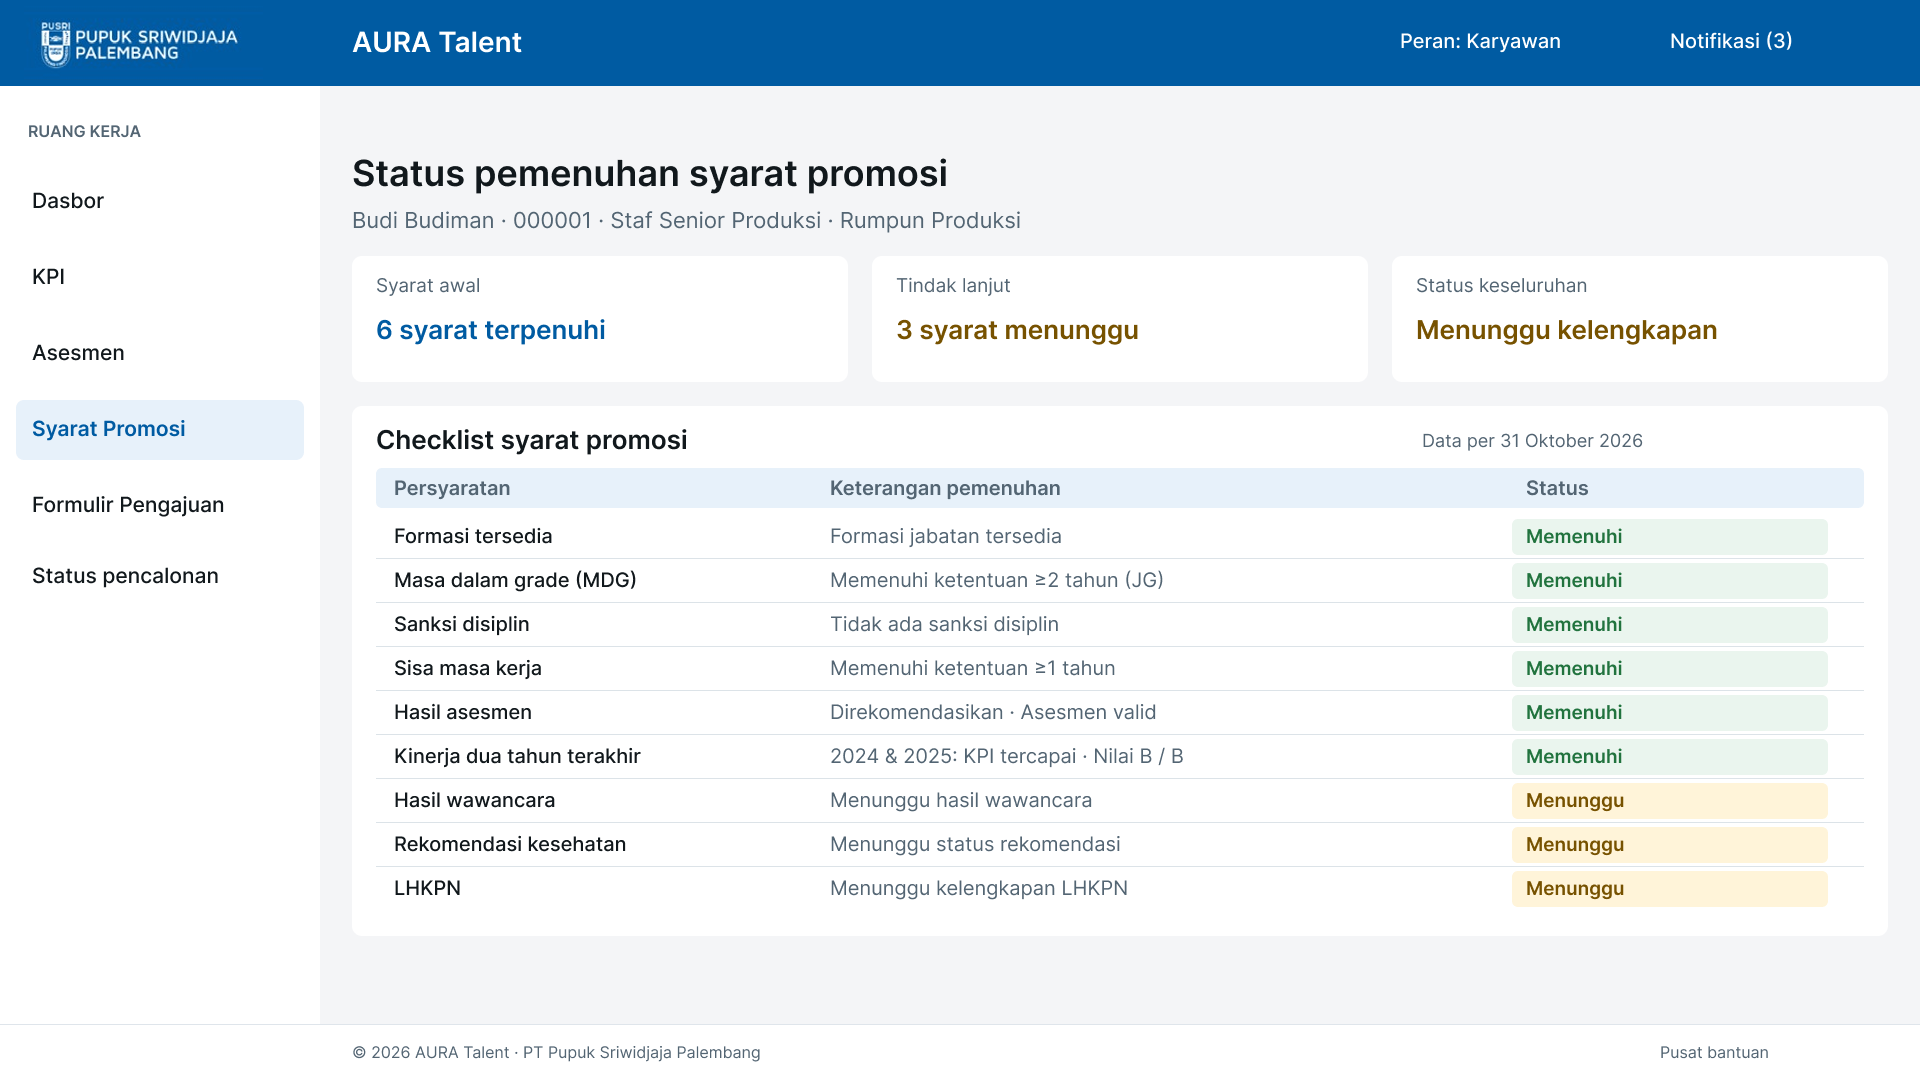 PUSRI
PUPUK SRIWIDJAJA
PALEMBANG
AURA Talent
Peran: Karyawan
Notifikasi (3)
RUANG KERJA
Dasbor
KPI
Asesmen
Syarat Promosi
Formulir Pengajuan
Status pencalonan
Status pemenuhan syarat promosi
Budi Budiman · 000001 · Staf Senior Produksi · Rumpun Produksi
Syarat awal
6 syarat terpenuhi
Tindak lanjut
3 syarat menunggu
Status keseluruhan
Menunggu kelengkapan
Checklist syarat promosi
Data per 31 Oktober 2026
Persyaratan Keterangan pemenuhan Status
Formasi tersedia Formasi jabatan tersedia Memenuhi
Masa dalam grade (MDG) Memenuhi ketentuan ≥2 tahun (JG) Memenuhi
Sanksi disiplin Tidak ada sanksi disiplin Memenuhi
Sisa masa kerja Memenuhi ketentuan ≥1 tahun Memenuhi
Hasil asesmen Direkomendasikan · Asesmen valid Memenuhi
Kinerja dua tahun terakhir 2024 & 2025: KPI tercapai · Nilai B / B Memenuhi
Hasil wawancara Menunggu hasil wawancara Menunggu
Rekomendasi kesehatan Menunggu status rekomendasi Menunggu
LHKPN Menunggu kelengkapan LHKPN Menunggu
© 2026 AURA Talent · PT Pupuk Sriwidjaja Palembang
Pusat bantuan